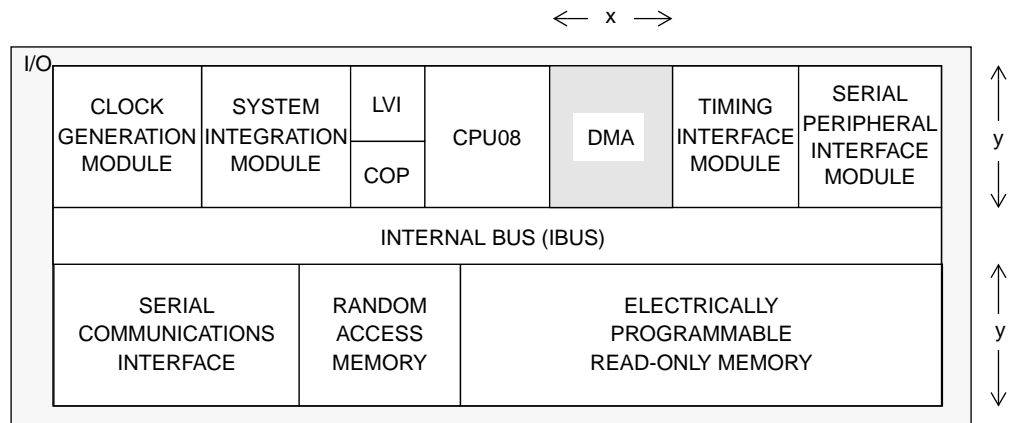 x
I/O
CLOCK
GENERATION
MODULE
SYSTEM
INTEGRATION
MODULE
LVI
COP
CPU08
DMA
TIMING
INTERFACE
MODULE
SERIAL
PERIPHERAL
INTERFACE
MODULE
y
INTERNAL BUS (IBUS)
SERIAL
COMMUNICATIONS
INTERFACE
RANDOM
ACCESS
MEMORY
ELECTRICALLY
PROGRAMMABLE
READ-ONLY MEMORY
y